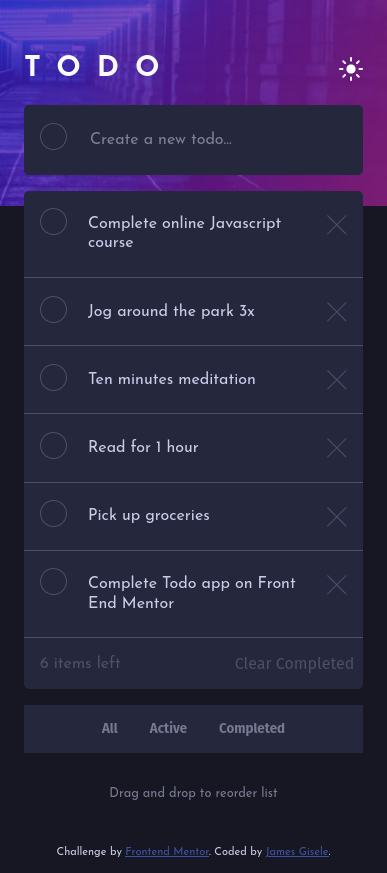 TODO
Create a new todo...
Complete online Javascript
course
Jog around the park 3x
Ten minutes meditation
Read for 1 hour
Pick up groceries
Complete Todo app on Front
End Mentor
6 items left Clear Completed
All Active Completed
Drag and drop to reorder list
Challenge by Frontend Mentor. Coded by James Gisele.